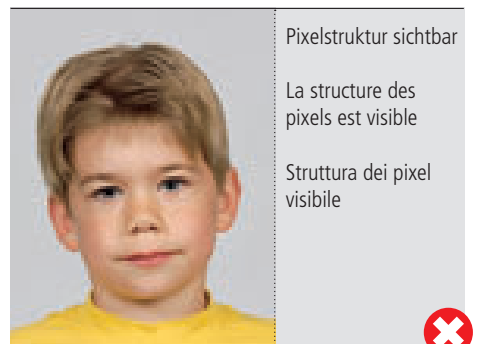 Pixelstruktur sichtbar
La structure des
pixels est visible
Struttura dei pixel
visibile